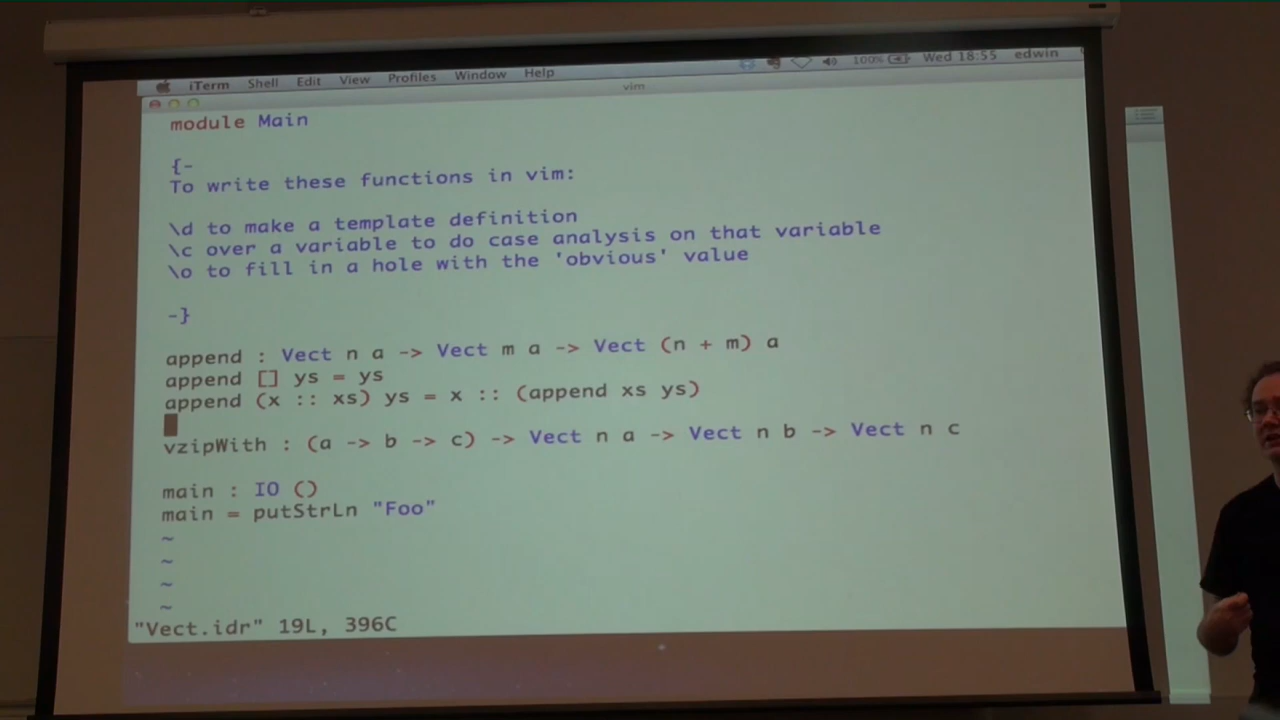 iTerm Shell Edit View Profiles Window Help 100% Wed 18:55 edwin
vim
module Main
{-
To write these functions in vim:
\d to make a template definition
\c over a variable to do case analysis on that variable
\o to fill in a hole with the 'obvious' value
-}
append : Vect n a -> Vect m a -> Vect (n + m) a
append [] ys = ys
append (x :: xs) ys = x :: (append xs ys)
vzipWith : (a -> b -> c) -> Vect n a -> Vect n b -> Vect n c
main : IO ()
main = putStrLn "Foo"
~
~
~
~
"Vect.idr" 19L, 396C